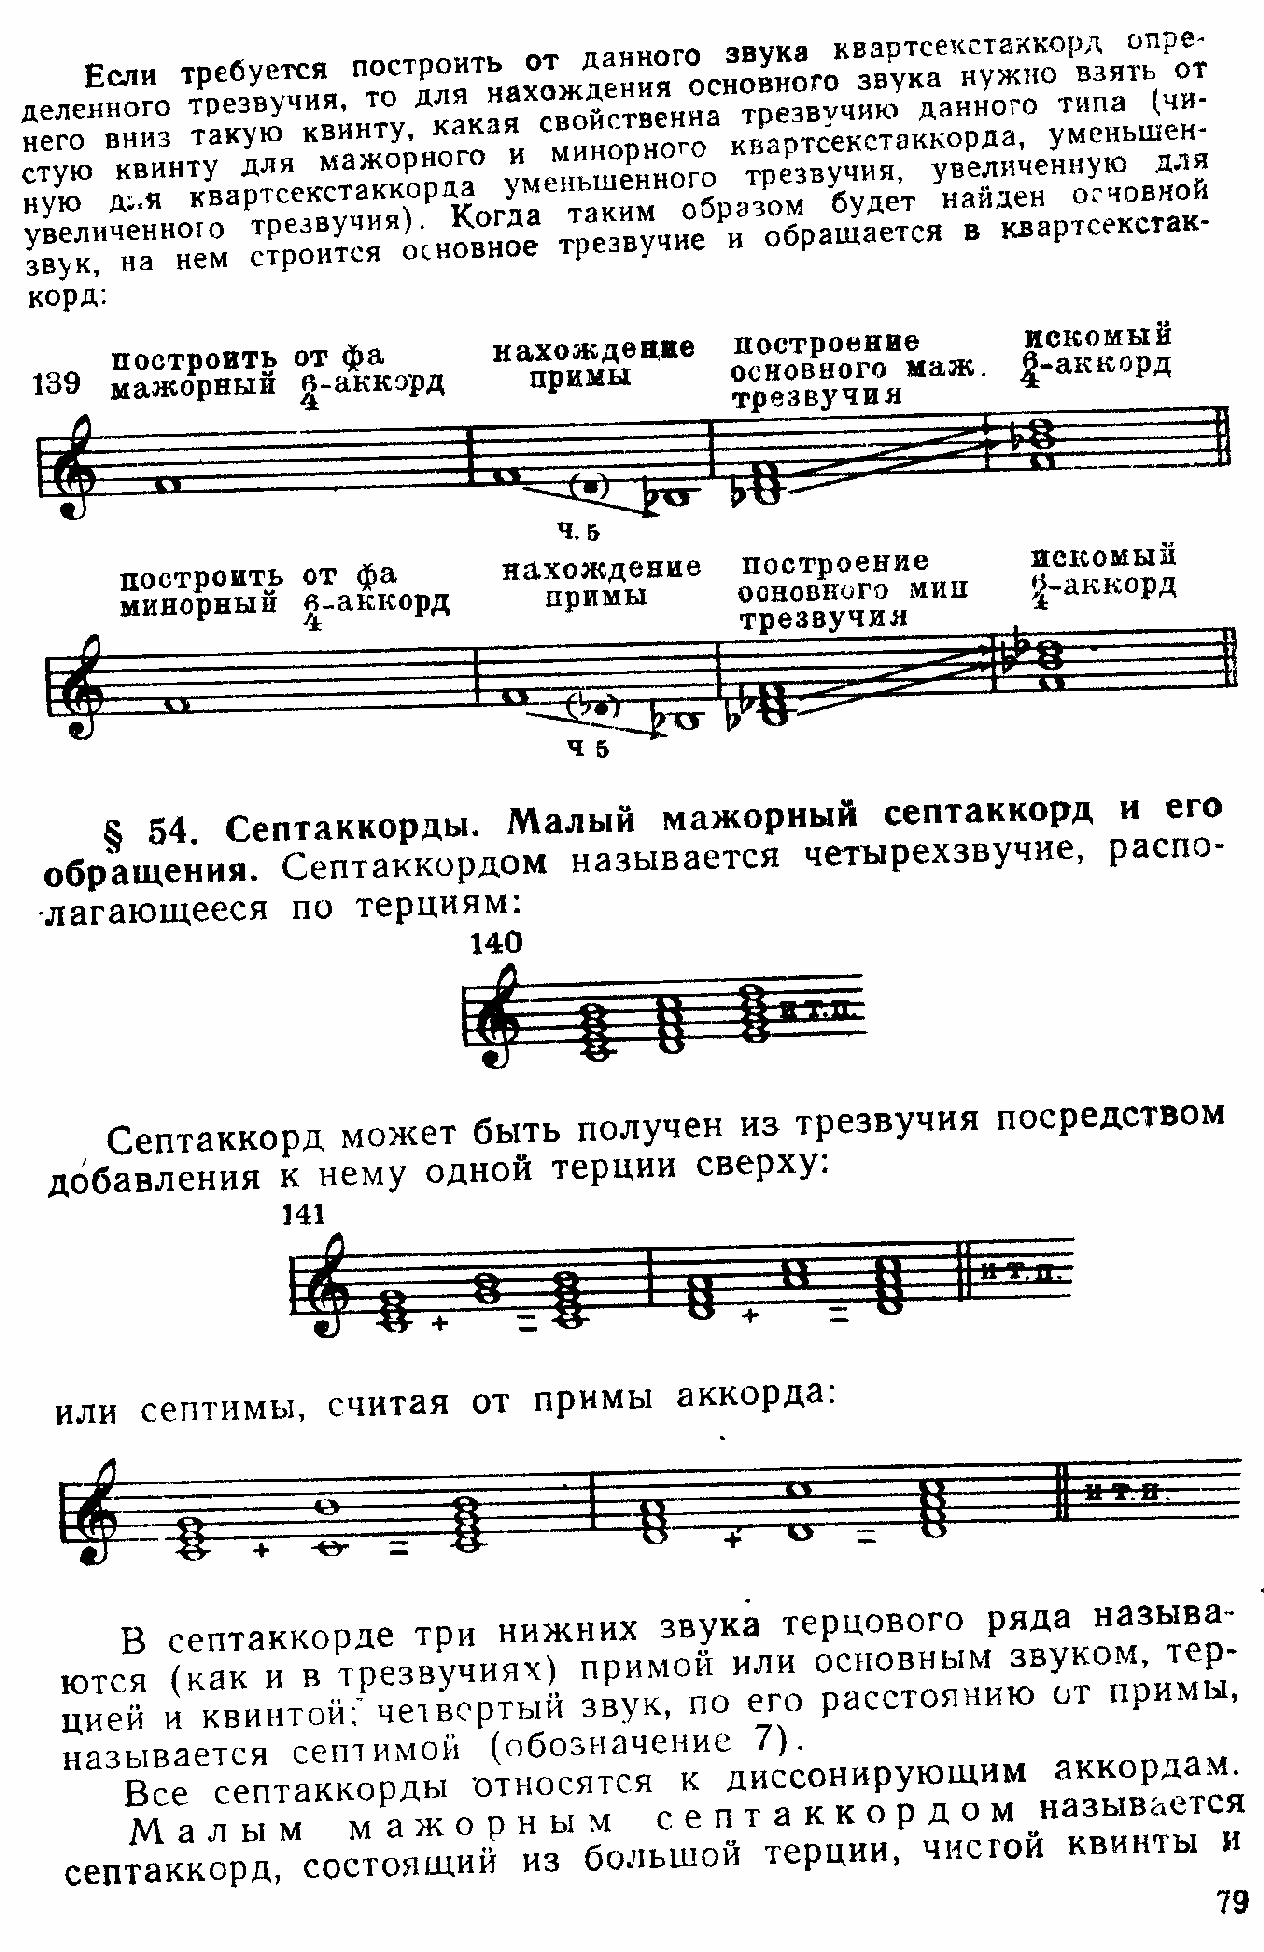 Если требуется построить от данного звука квартсекстаккорд опре-
деленного трезвучия, то для нахождения основного звука нужно взять от
него вниз такую квинту, какая свойственна трезвучию данного типа (чи-
стую квинту для мажорного и минорного квартсекстаккорда, уменьшен-
ную для квартсекстаккорда уменьшенного трезвучия, увеличенную для
увеличенного трезвучия). Когда таким образом будет найден основной
звук, на нем строится основное трезвучие и обращается в квартсекстак-
корд:
построить от фа нахождение построение искомый
139 мажорный 6/4-аккорд примы основного маж. 6/4-аккорд
трезвучия
ч. 5
построить от фа нахождение построение искомый
минорный 6/4-аккорд примы основного мин 6/4-аккорд
трезвучия
ч 5
§ 54. Септаккорды. Малый мажорный септаккорд и его
обращения. Септаккордом называется четырехзвучие, распо-
лагающееся по терциям:
140
и т.п.
Септаккорд может быть получен из трезвучия посредством
добавления к нему одной терции сверху:
141
+ = + = и т.п.
или септимы, считая от примы аккорда:
+ = + = и т.п.
В септаккорде три нижних звука терцового ряда называ-
ются (как и в трезвучиях) примой или основным звуком, тер-
цией и квинтой; четвертый звук, по его расстоянию от примы,
называется септимой (обозначение 7).
Все септаккорды относятся к диссонирующим аккордам.
Малым мажорным септаккордом называется
септаккорд, состоящий из большой терции, чистой квинты и
79